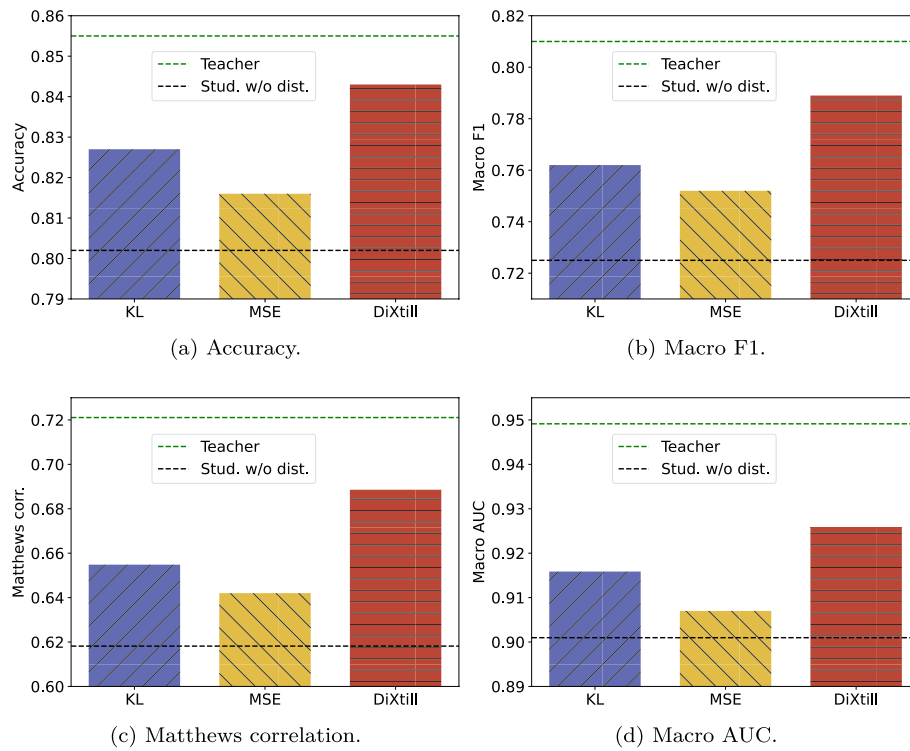 0.86
0.85
0.84
0.83
0.82
0.81
0.80
0.79
Accuracy
Teacher
Stud. w/o dist.
KL MSE DiXtill
(a) Accuracy.
0.82
0.80
0.78
0.76
0.74
0.72
Macro F1
Teacher
Stud. w/o dist.
KL MSE DiXtill
(b) Macro F1.
0.72
0.70
0.68
0.66
0.64
0.62
0.60
Matthews corr.
Teacher
Stud. w/o dist.
KL MSE DiXtill
(c) Matthews correlation.
0.95
0.94
0.93
0.92
0.91
0.90
0.89
Macro AUC
Teacher
Stud. w/o dist.
KL MSE DiXtill
(d) Macro AUC.